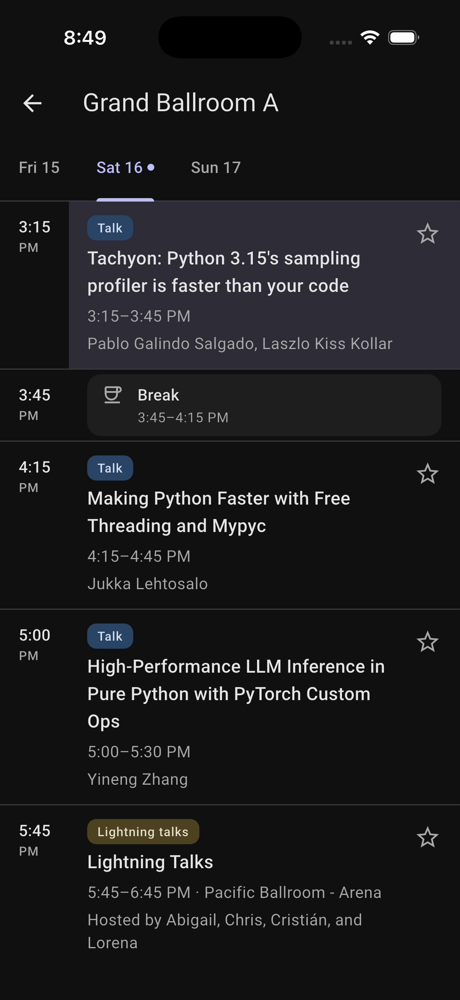 8:49
Grand Ballroom A
Fri 15
Sat 16
Sun 17
3:15
PM
Talk
Tachyon: Python 3.15's sampling
profiler is faster than your code
3:15–3:45 PM
Pablo Galindo Salgado, Laszlo Kiss Kollar
3:45
PM
Break
3:45–4:15 PM
4:15
PM
Talk
Making Python Faster with Free
Threading and Mypyc
4:15–4:45 PM
Jukka Lehtosalo
5:00
PM
Talk
High-Performance LLM Inference in
Pure Python with PyTorch Custom
Ops
5:00–5:30 PM
Yineng Zhang
5:45
PM
Lightning talks
Lightning Talks
5:45–6:45 PM · Pacific Ballroom - Arena
Hosted by Abigail, Chris, Cristián, and
Lorena